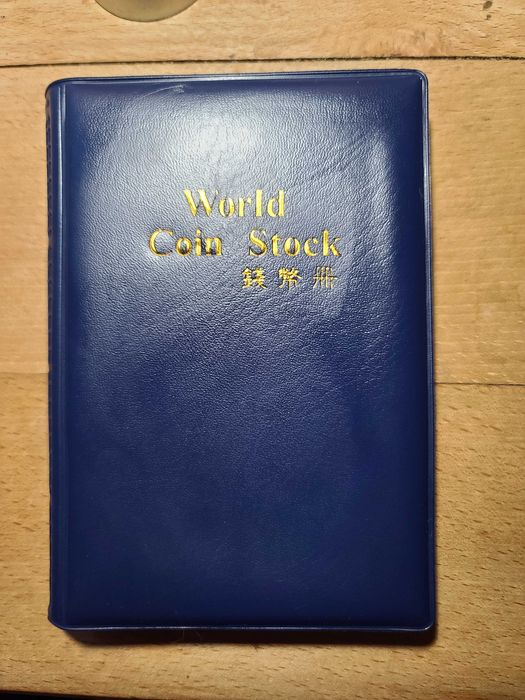 World
Coin Stock
錢幣冊